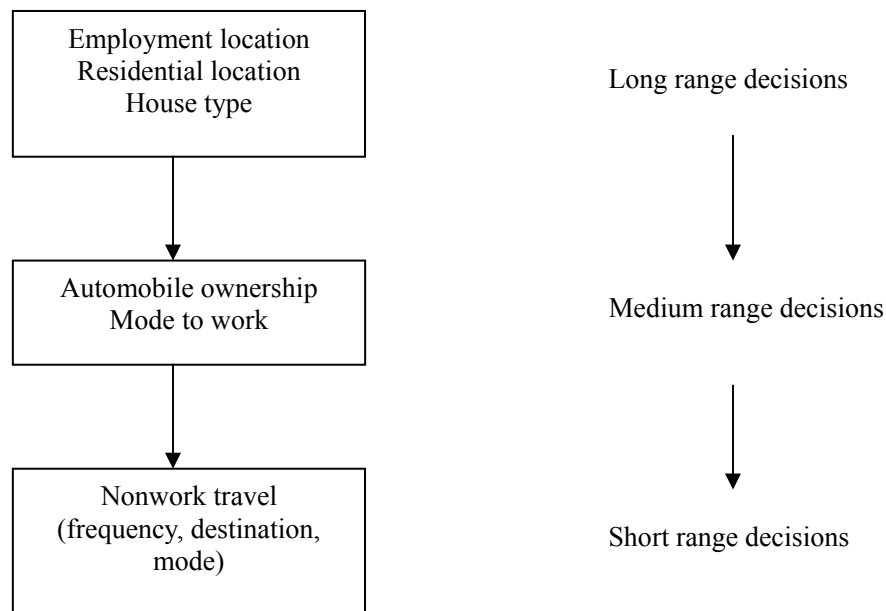 Employment location
Residential location
House type
Long range decisions
Automobile ownership
Mode to work
Medium range decisions
Nonwork travel
(frequency, destination,
mode)
Short range decisions